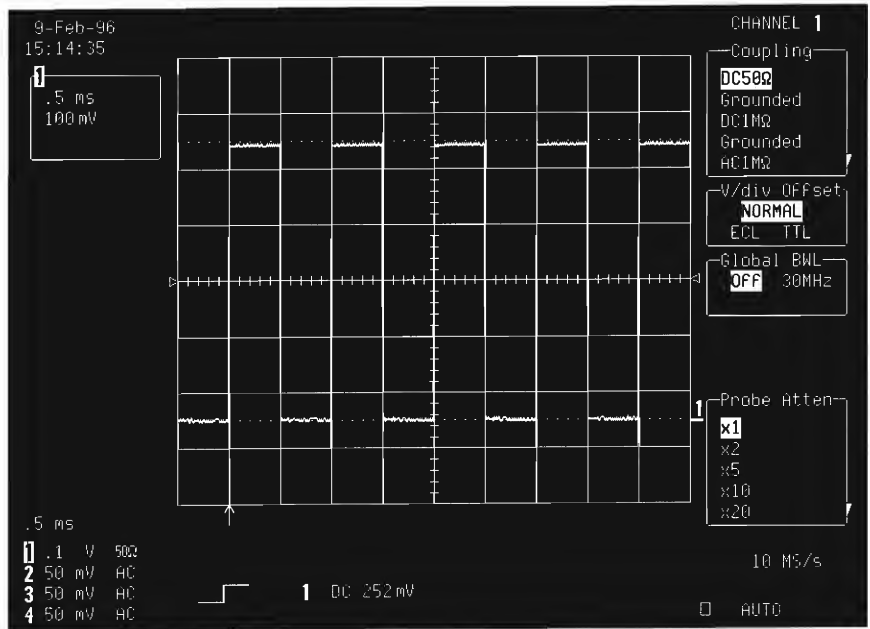 9-Feb-96
15:14:35
1
.5 ms
100 mV
CHANNEL 1
Coupling
DC50Ω
Grounded
DC1MΩ
Grounded
AC1MΩ
V/div Offset
NORMAL
ECL TTL
Global BWL
Off 30MHz
1
Probe Atten
x1
x2
x5
x10
x20
.5 ms
1 .1 V 50Ω
2 50 mV AC
3 50 mV AC
4 50 mV AC
1 DC 252mV
10 MS/s
AUTO